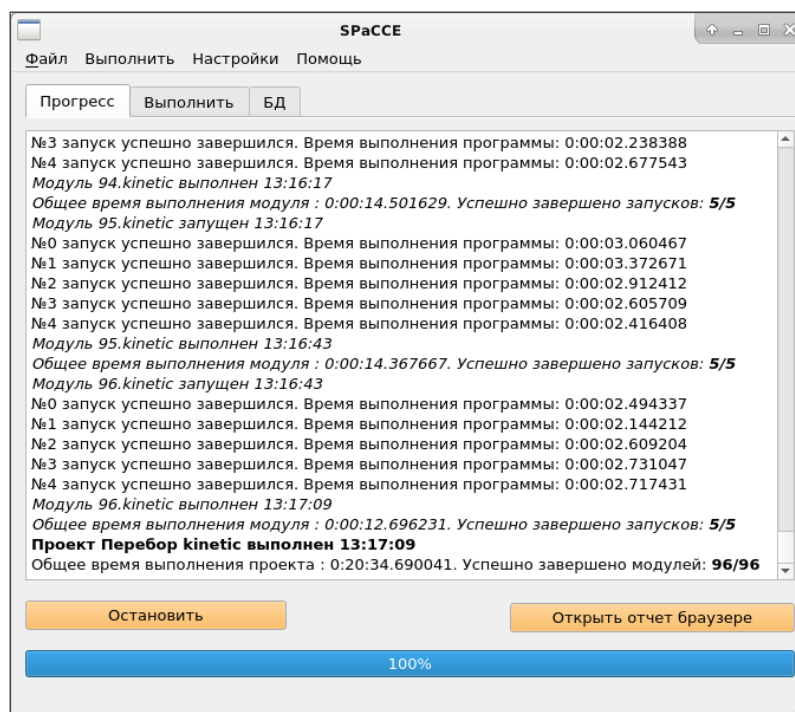 SPaCCE
Файл Выполнить Настройки Помощь
Прогресс Выполнить БД
№3 запуск успешно завершился. Время выполнения программы: 0:00:02.238388
№4 запуск успешно завершился. Время выполнения программы: 0:00:02.677543
Модуль 94.kinetic выполнен 13:16:17
Общее время выполнения модуля : 0:00:14.501629. Успешно завершено запусков: 5/5
Модуль 95.kinetic запущен 13:16:17
№0 запуск успешно завершился. Время выполнения программы: 0:00:03.060467
№1 запуск успешно завершился. Время выполнения программы: 0:00:03.372671
№2 запуск успешно завершился. Время выполнения программы: 0:00:02.912412
№3 запуск успешно завершился. Время выполнения программы: 0:00:02.605709
№4 запуск успешно завершился. Время выполнения программы: 0:00:02.416408
Модуль 95.kinetic выполнен 13:16:43
Общее время выполнения модуля : 0:00:14.367667. Успешно завершено запусков: 5/5
Модуль 96.kinetic запущен 13:16:43
№0 запуск успешно завершился. Время выполнения программы: 0:00:02.494337
№1 запуск успешно завершился. Время выполнения программы: 0:00:02.144212
№2 запуск успешно завершился. Время выполнения программы: 0:00:02.609204
№3 запуск успешно завершился. Время выполнения программы: 0:00:02.731047
№4 запуск успешно завершился. Время выполнения программы: 0:00:02.717431
Модуль 96.kinetic выполнен 13:17:09
Общее время выполнения модуля : 0:00:12.696231. Успешно завершено запусков: 5/5
Проект Перебор kinetic выполнен 13:17:09
Общее время выполнения проекта : 0:20:34.690041. Успешно завершено модулей: 96/96
Остановить Открыть отчет браузере
100%